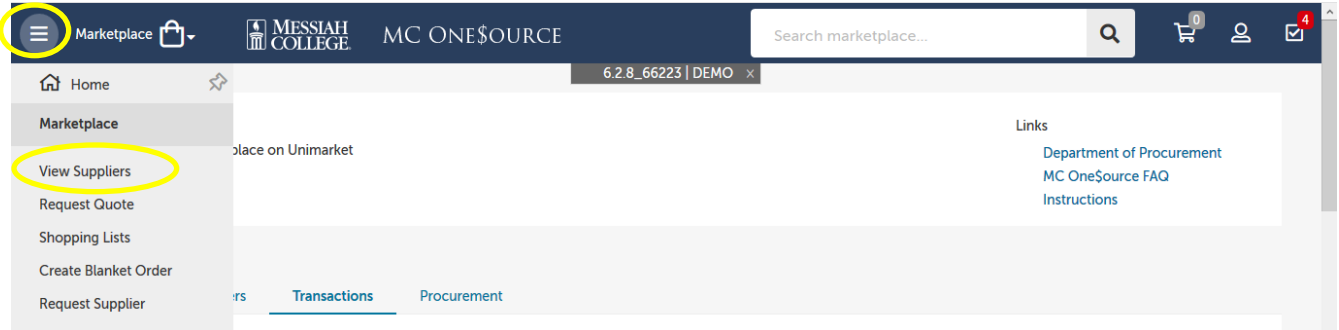 Marketplace
MESSIAH
COLLEGE
MC ONE$OURCE
Search marketplace...
0
4
6.2.8_66223 | DEMO x
Home
Marketplace
View Suppliers
Request Quote
Shopping Lists
Create Blanket Order
Request Supplier
place on Unimarket
Links
Department of Procurement
MC One$ource FAQ
Instructions
ers Transactions Procurement